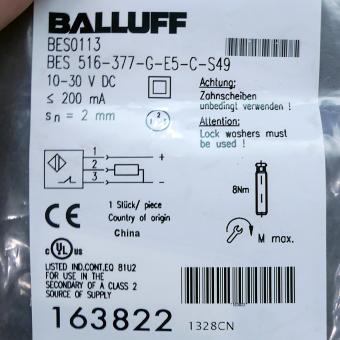 BALLUFF
BES0113
BES 516-377-G-E5-C-S49
10-30 V DC
≤ 200 mA
sn = 2 mm
Achtung:
Zahnscheiben
unbedingt verwenden !
Attention:
Lock washers must
be used !
1 +
2
3 -
8Nm
M max.
CE
1 Stück/ piece
Country of origin
China
C UL US
LISTED IND.CONT.EQ 81U2
FOR USE IN THE
SECONDARY OF A CLASS 2
SOURCE OF SUPPLY
163822
1328CN